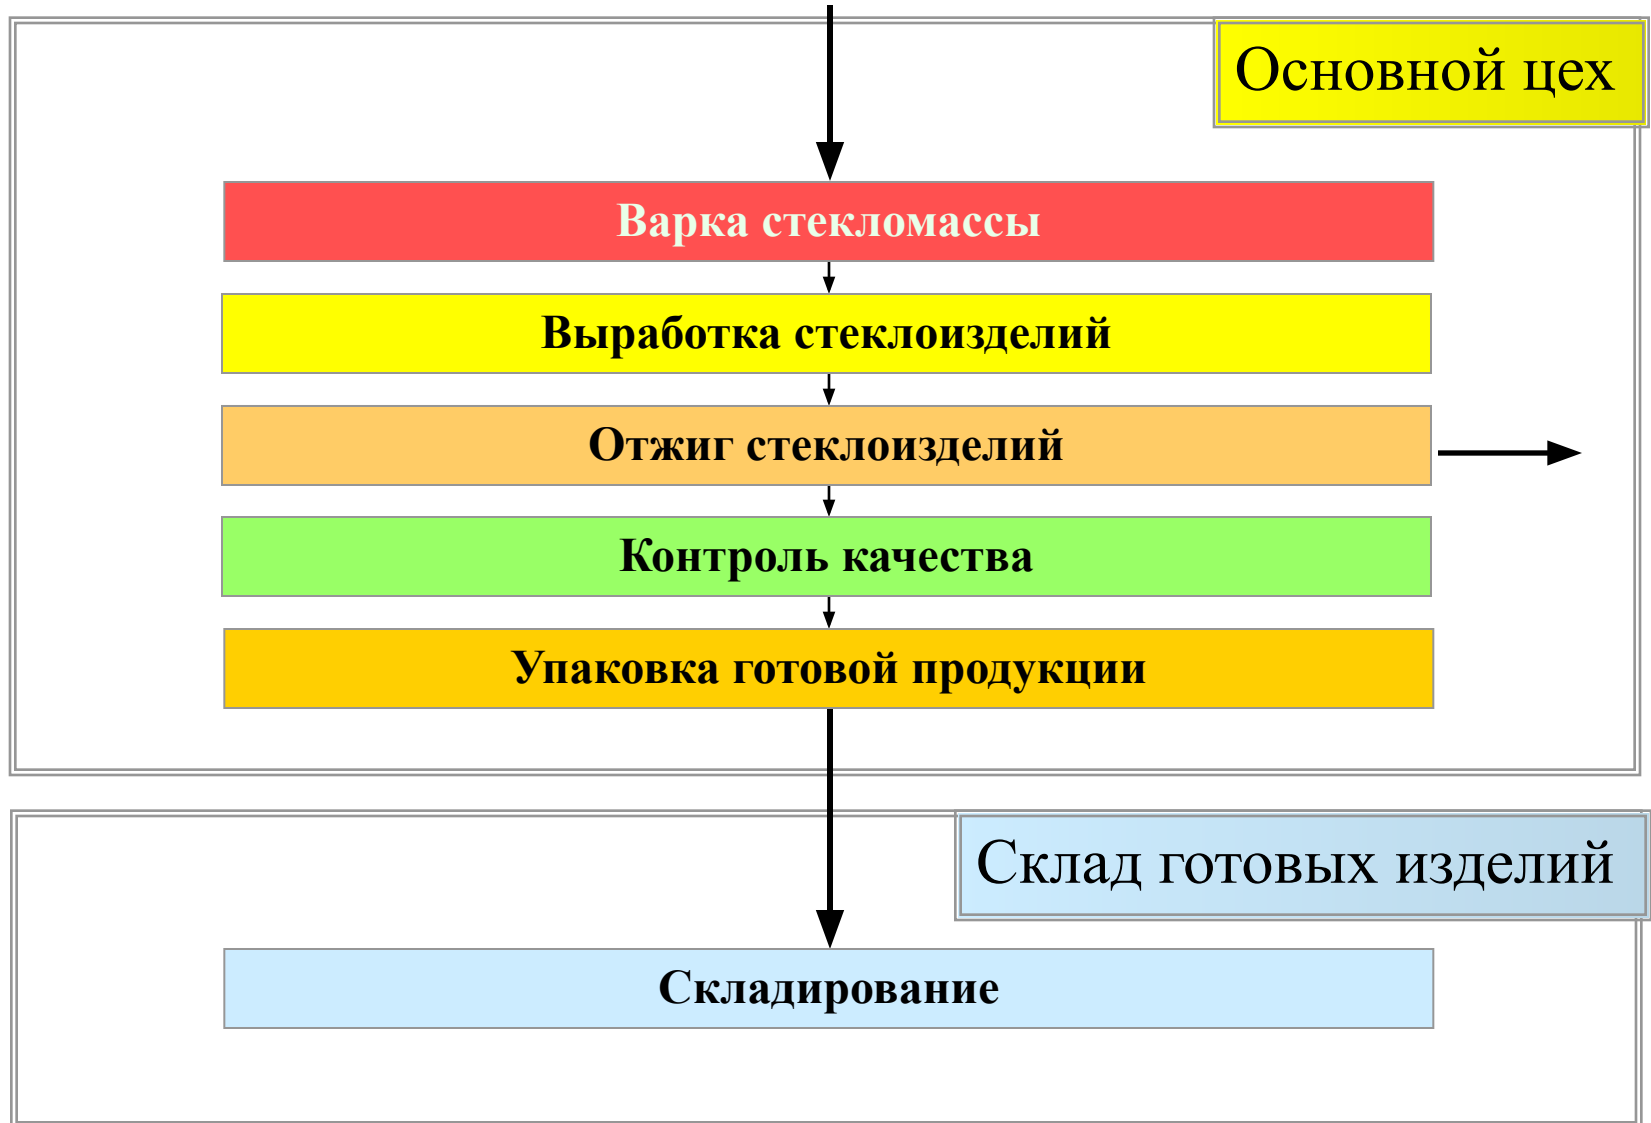 Основной цех
Варка стекломассы
Выработка стеклоизделий
Отжиг стеклоизделий
Контроль качества
Упаковка готовой продукции
Склад готовых изделий
Складирование